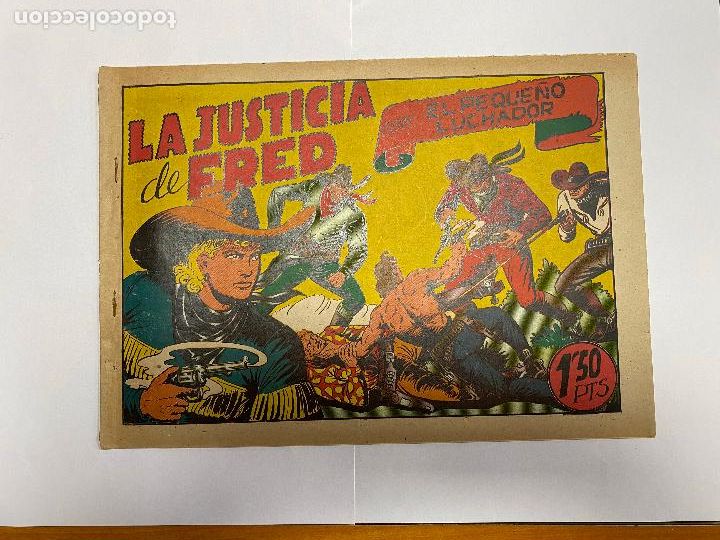 todocoleccion
LA JUSTICIA
de FRED
EL PEQUEÑO
LUCHADOR
1'50
PTS